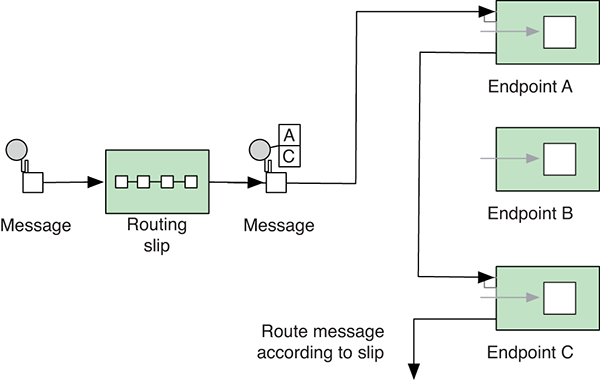 Message
Routing
slip
A
C
Message
Endpoint A
Endpoint B
Endpoint C
Route message
according to slip